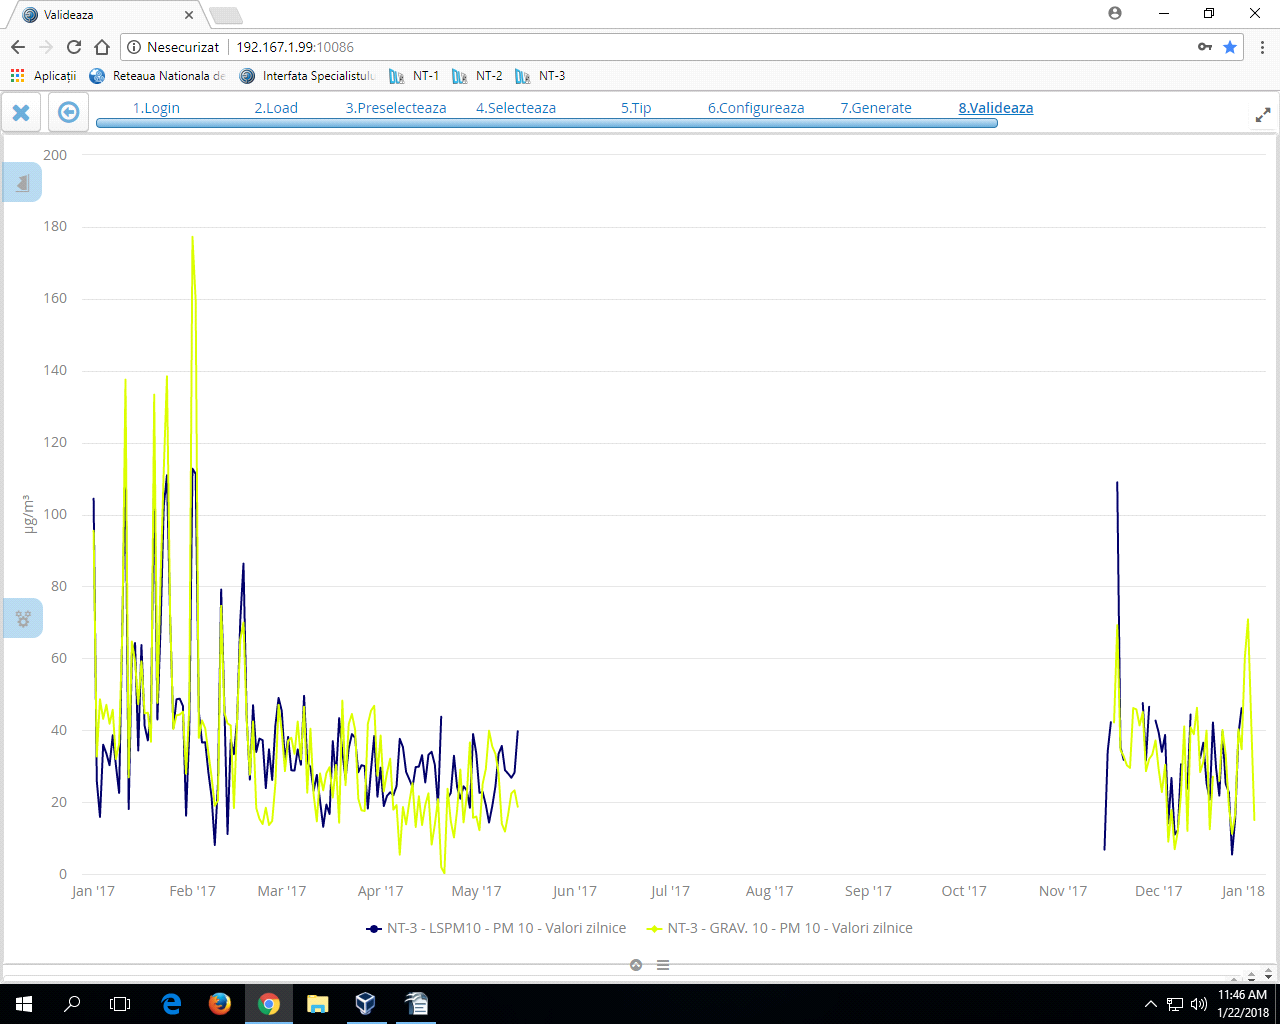 Valideaza
Nesecurizat 192.167.1.99:10086
Aplicații Reteaua Nationala de Interfata Specialistulu NT-1 NT-2 NT-3
1.Login 2.Load 3.Preselecteaza 4.Selecteaza 5.Tip 6.Configureaza 7.Generate 8.Valideaza
200
180
160
140
120
100
80
60
40
20
0
µg/m³
Jan '17 Feb '17 Mar '17 Apr '17 May '17 Jun '17 Jul '17 Aug '17 Sep '17 Oct '17 Nov '17 Dec '17 Jan '18
NT-3 - LSPM10 - PM 10 - Valori zilnice NT-3 - GRAV. 10 - PM 10 - Valori zilnice
11:46 AM
1/22/2018